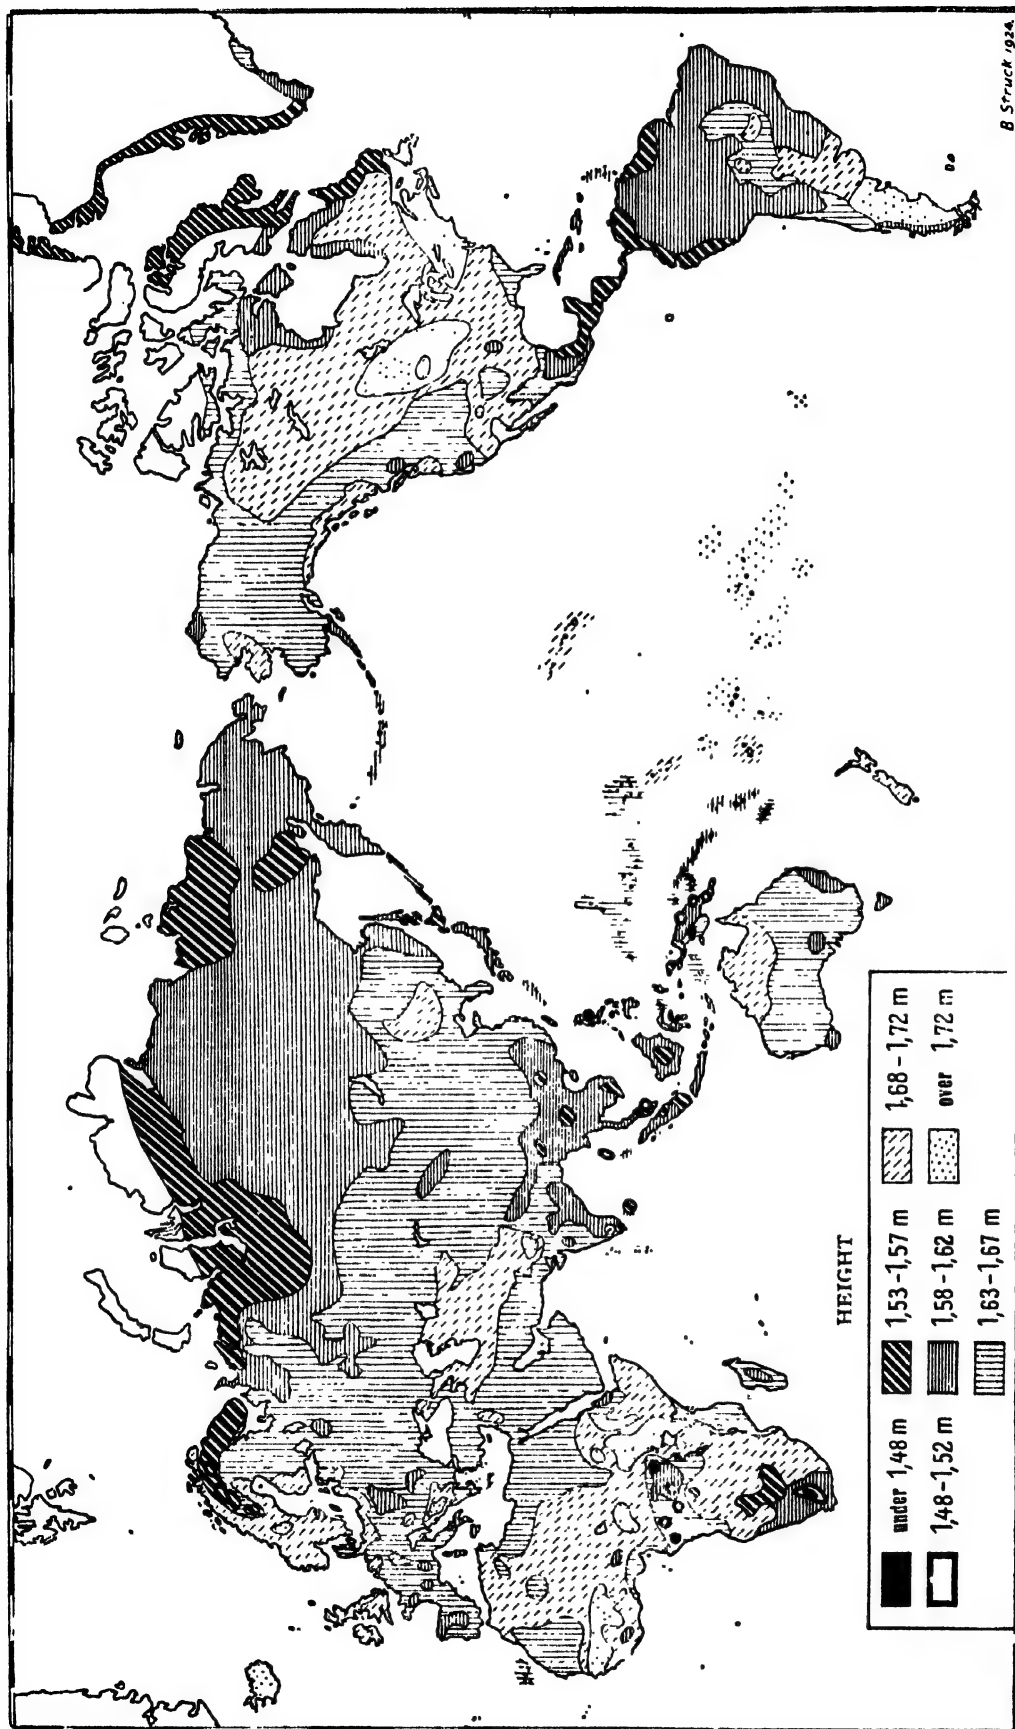 B Struck 1924.
HEIGHT
under 1,48 m
1,48 – 1,52 m
1,53 – 1,57 m
1,58 – 1,62 m
1,63 – 1,67 m
1,68 – 1,72 m
over 1,72 m